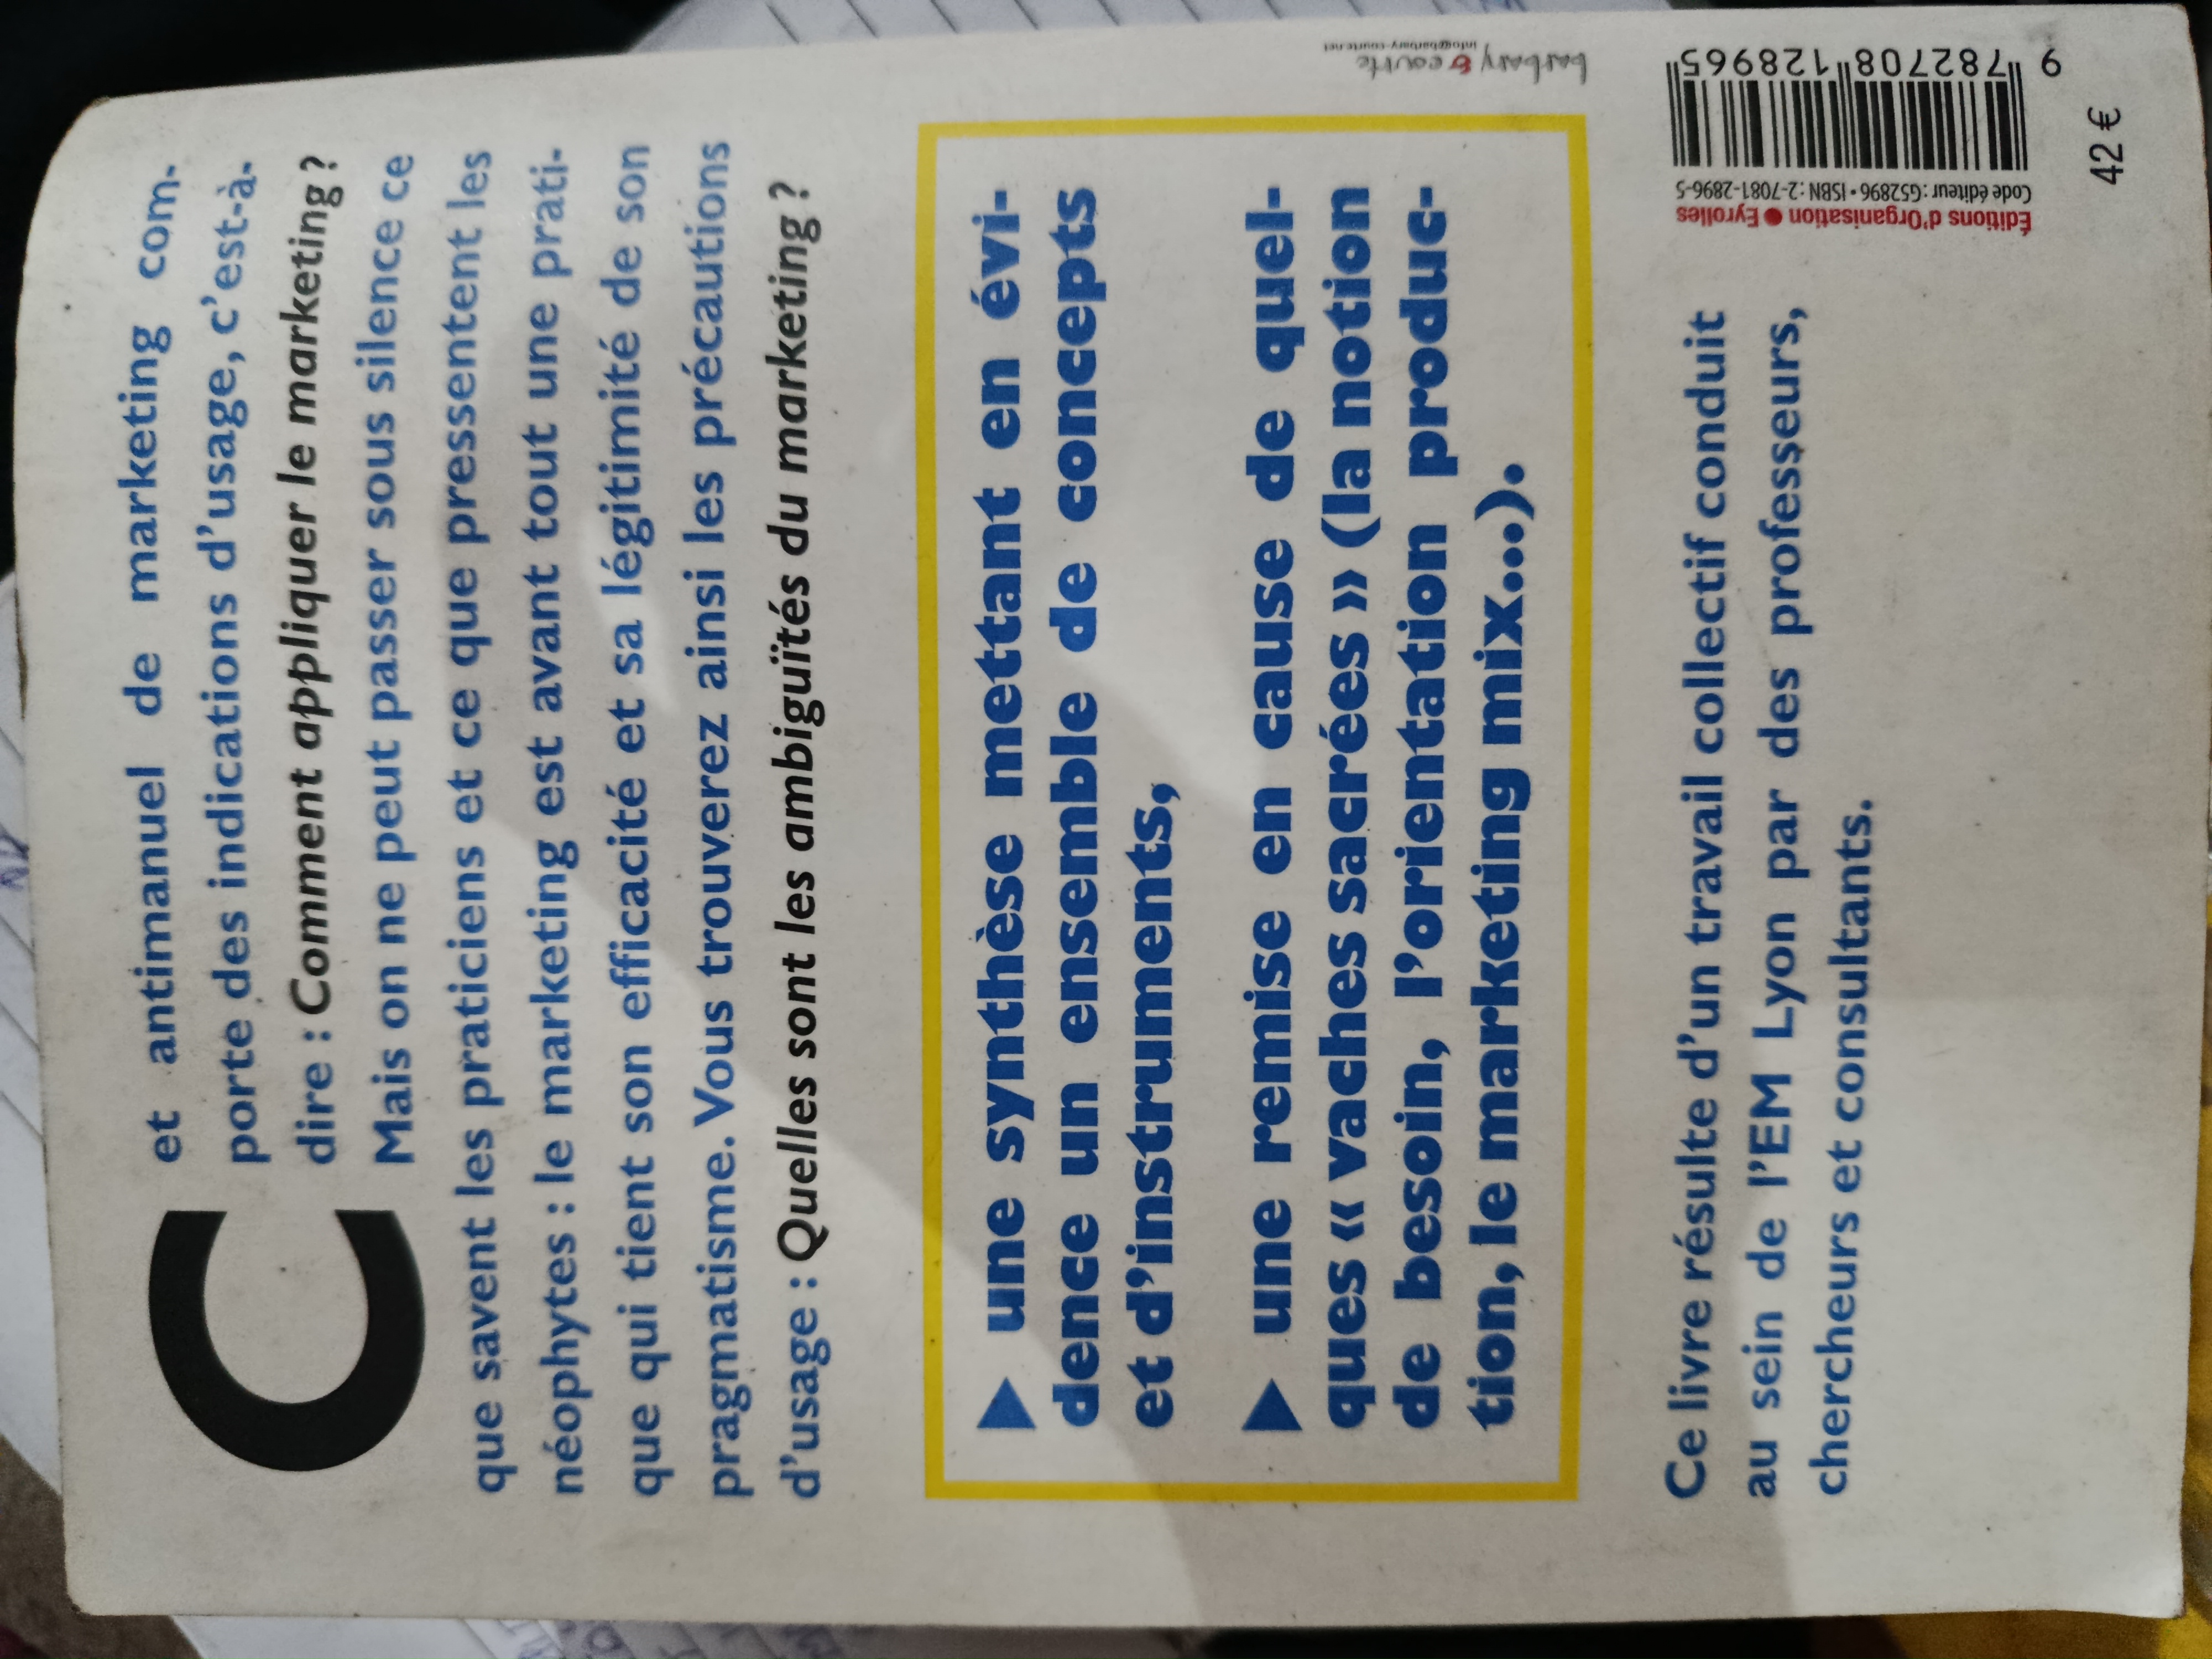 C et antimanuel de marketing com-
porte des indications d'usage, c'est-à-
dire : Comment appliquer le marketing ?
Mais on ne peut passer sous silence ce
que savent les praticiens et ce que pressentent les
néophytes : le marketing est avant tout une prati-
que qui tient son efficacité et sa légitimité de son
pragmatisme. Vous trouverez ainsi les précautions
d'usage : Quelles sont les ambiguïtés du marketing ?
▶ une synthèse mettant en évi-
dence un ensemble de concepts
et d'instruments,
▶ une remise en cause de quel-
ques « vaches sacrées » (la notion
de besoin, l'orientation produc-
tion, le marketing mix...).
Ce livre résulte d'un travail collectif conduit
au sein de l'EM Lyon par des professeurs,
chercheurs et consultants.
barbary & courte
info@barbary-courte.net
Éditions d'Organisation ● Eyrolles
Code éditeur : G52896 • ISBN : 2-7081-2896-5
9 782708 128965
42 €